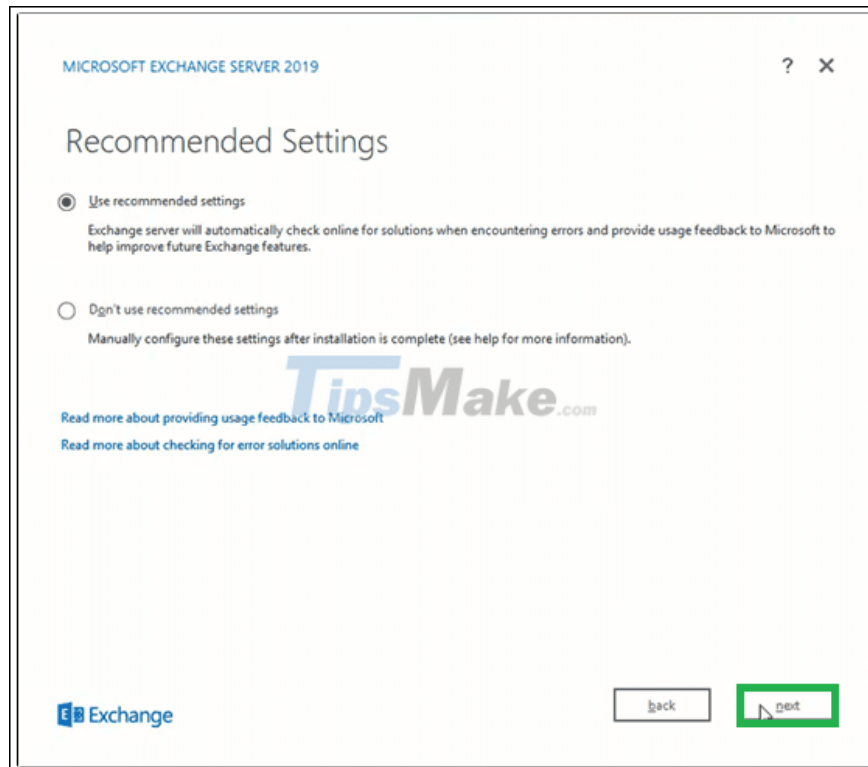 MICROSOFT EXCHANGE SERVER 2019
?
Recommended Settings
Use recommended settings
Exchange server will automatically check online for solutions when encountering errors and provide usage feedback to Microsoft to
help improve future Exchange features.
Don't use recommended settings
Manually configure these settings after installation is complete (see help for more information).
TipsMake.com
Read more about providing usage feedback to Microsoft
Read more about checking for error solutions online
E Exchange
back
next